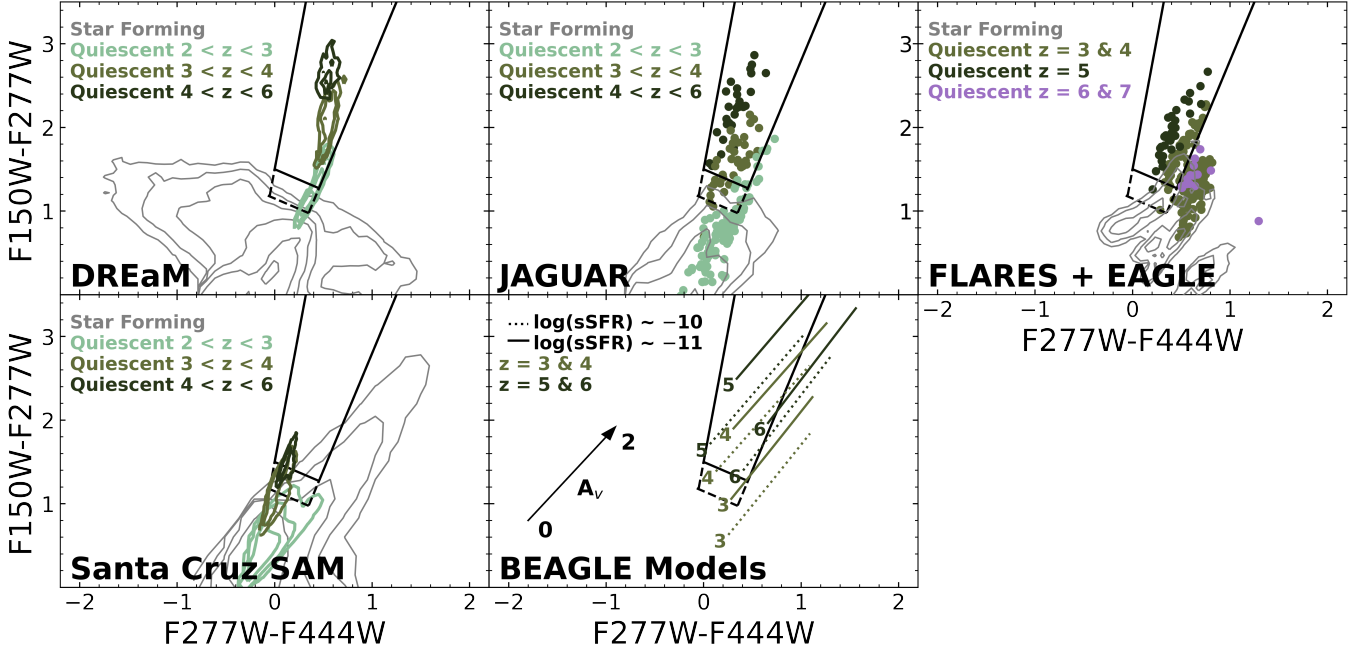 Star Forming
Quiescent 2 < z < 3
Quiescent 3 < z < 4
Quiescent 4 < z < 6
DREaM
F150W-F277W
3
2
1
Star Forming
Quiescent 2 < z < 3
Quiescent 3 < z < 4
Quiescent 4 < z < 6
JAGUAR
Star Forming
Quiescent z = 3 & 4
Quiescent z = 5
Quiescent z = 6 & 7
FLARES + EAGLE
3
2
1
−2 −1 0 1 2
F277W-F444W
Star Forming
Quiescent 2 < z < 3
Quiescent 3 < z < 4
Quiescent 4 < z < 6
Santa Cruz SAM
F150W-F277W
3
2
1
−2 −1 0 1 2
F277W-F444W
log(sSFR) ~ −10
log(sSFR) ~ −11
z = 3 & 4
z = 5 & 6
5
4
6
5
4
6
3
3
2
Av
0
BEAGLE Models
−2 −1 0 1 2
F277W-F444W